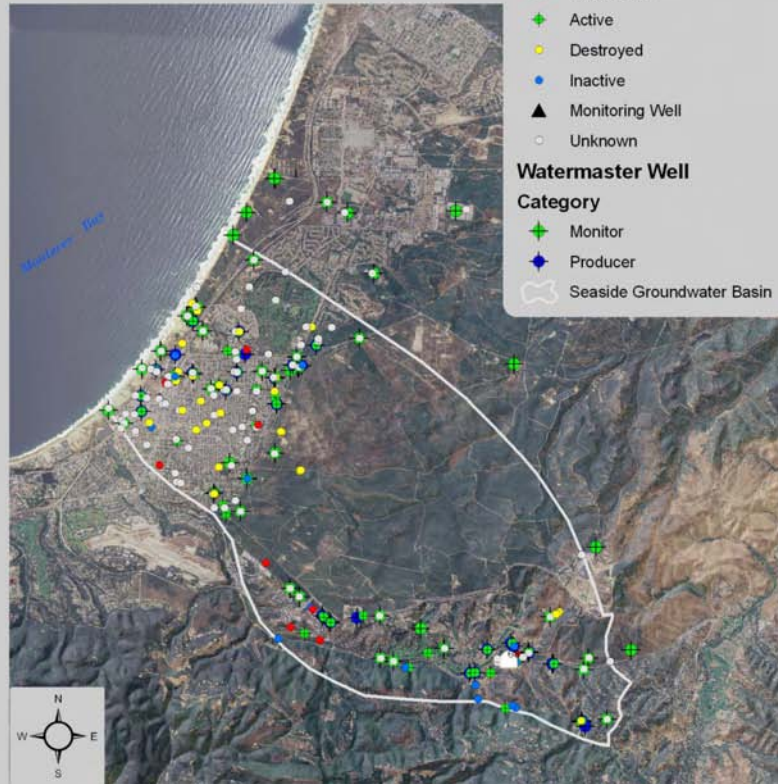 Active
Destroyed
Inactive
Monitoring Well
Unknown
Watermaster Well
Category
Monitor
Producer
Seaside Groundwater Basin
Monterey Bay
N
W E
S